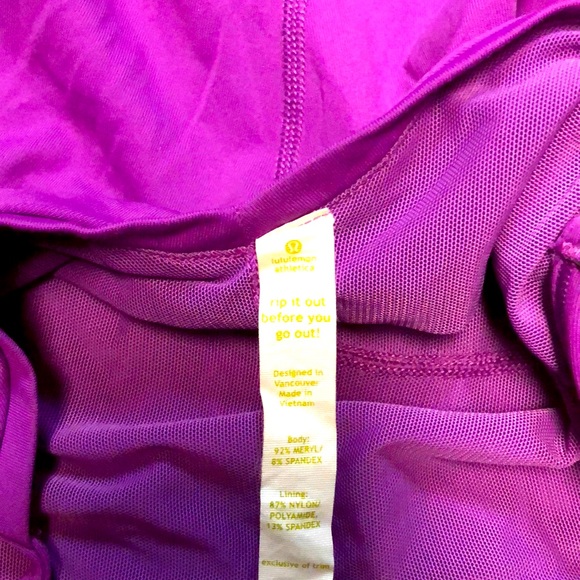 lululemon
athletica
rip it out
before you
go out!
Designed in
Vancouver
Made in
Vietnam
Body:
92% MERYL/
8% SPANDEX
Lining:
87% NYLON/
POLYAMIDE,
13% SPANDEX
exclusive of trim